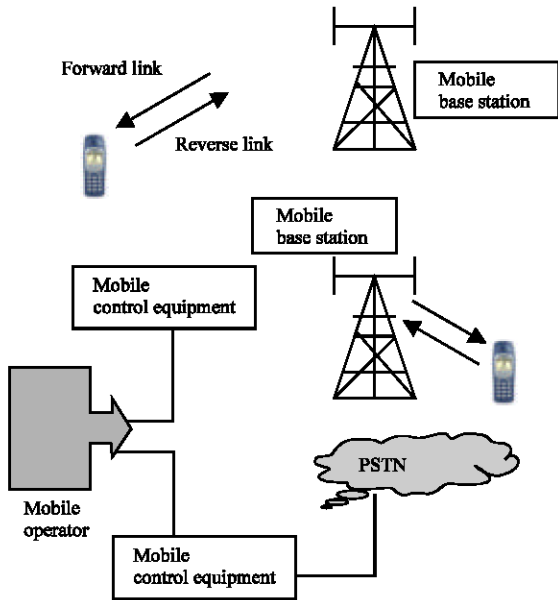 Forward link
Reverse link
Mobile
base station
Mobile
base station
Mobile
control equipment
PSTN
Mobile
operator
Mobile
control equipment